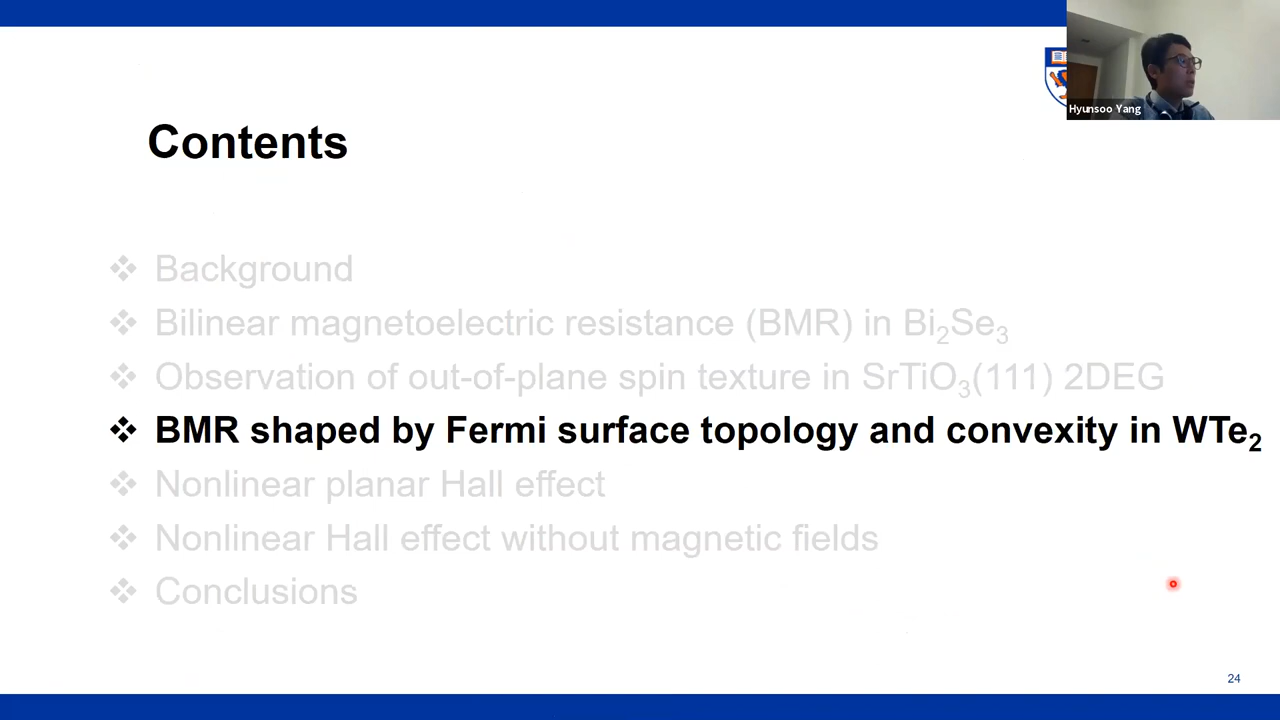 Hyunsoo Yang
Contents
❖ Background
❖ Bilinear magnetoelectric resistance (BMR) in Bi₂Se₃
❖ Observation of out-of-plane spin texture in SrTiO₃(111) 2DEG
❖ BMR shaped by Fermi surface topology and convexity in WTe₂
❖ Nonlinear planar Hall effect
❖ Nonlinear Hall effect without magnetic fields
❖ Conclusions
24